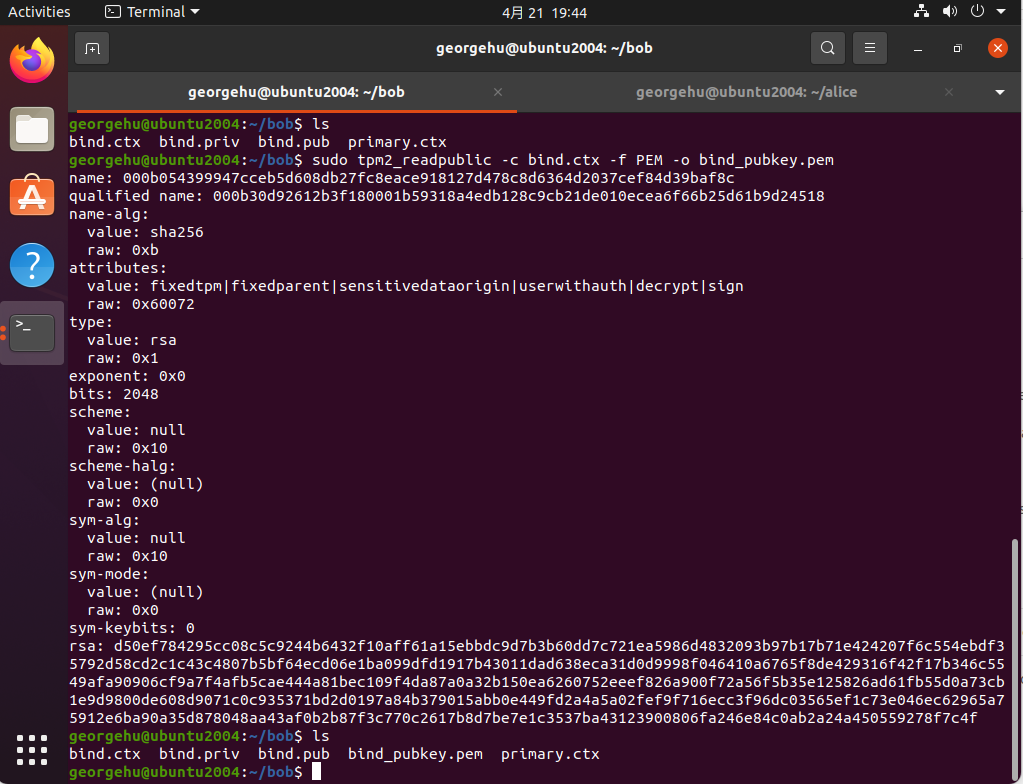 Activities Terminal 4月 21 19:44
georgehu@ubuntu2004: ~/bob
georgehu@ubuntu2004: ~/bob georgehu@ubuntu2004: ~/alice
georgehu@ubuntu2004:~/bob$ ls
bind.ctx bind.priv bind.pub primary.ctx
georgehu@ubuntu2004:~/bob$ sudo tpm2_readpublic -c bind.ctx -f PEM -o bind_pubkey.pem
name: 000b054399947cceb5d608db27fc8eace918127d478c8d6364d2037cef84d39baf8c
qualified name: 000b30d92612b3f180001b59318a4edb128c9cb21de010ecea6f66b25d61b9d24518
name-alg:
value: sha256
raw: 0xb
attributes:
value: fixedtpm|fixedparent|sensitivedataorigin|userwithauth|decrypt|sign
raw: 0x60072
type:
value: rsa
raw: 0x1
exponent: 0x0
bits: 2048
scheme:
value: null
raw: 0x10
scheme-halg:
value: (null)
raw: 0x0
sym-alg:
value: null
raw: 0x10
sym-mode:
value: (null)
raw: 0x0
sym-keybits: 0
rsa: d50ef784295cc08c5c9244b6432f10aff61a15ebbdc9d7b3b60dd7c721ea5986d4832093b97b17b71e424207f6c554ebdf3
5792d58cd2c1c43c4807b5bf64ecd06e1ba099dfd1917b43011dad638eca31d0d9998f046410a6765f8de429316f42f17b346c55
49afa90906cf9a7f4afb5cae444a81bec109f4da87a0a32b150ea6260752eeef826a900f72a56f5b35e125826ad61fb55d0a73cb
1e9d9800de608d9071c0c935371bd2d0197a84b379015abb0e449fd2a4a5a02fef9f716ecc3f96dc03565ef1c73e046ec62965a7
75912e6ba90a35d878048aa43af0b2b87f3c770c2617b8d7be7e1c3537ba43123900806fa246e84c0ab2a24a450559278f7c4f
georgehu@ubuntu2004:~/bob$ ls
bind.ctx bind.priv bind.pub bind_pubkey.pem primary.ctx
georgehu@ubuntu2004:~/bob$